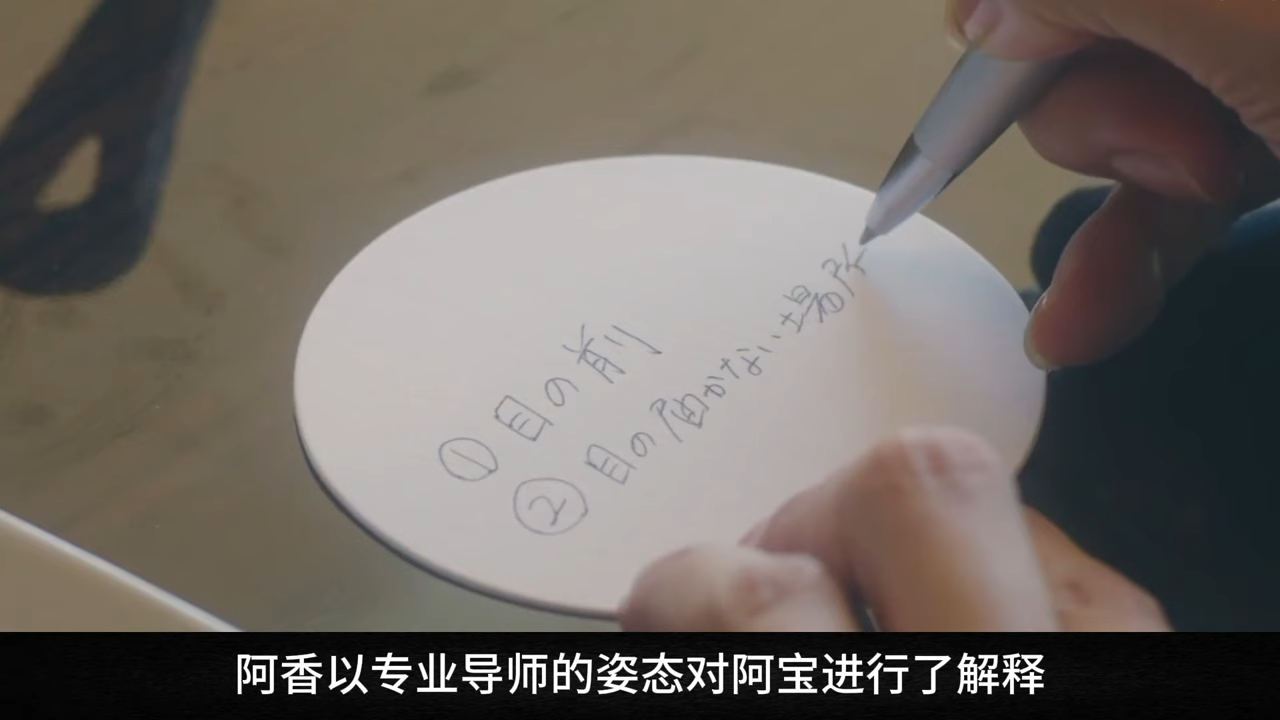 ① 目の前
② 目の届かない場所
阿香以专业导师的姿态对阿宝进行了解释